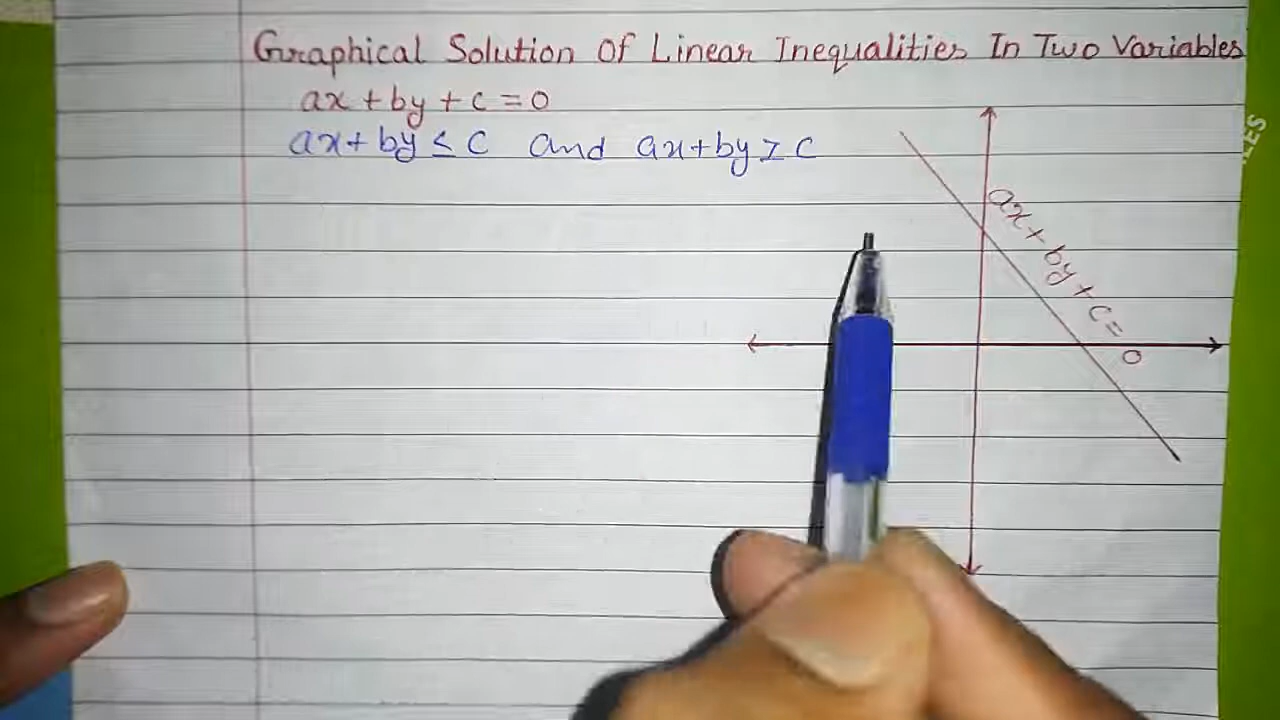 Graphical Solution Of Linear Inequalities In Two Variables
ax + by + c = 0
ax + by ≤ c and ax + by ≥ c
ax + by + c = 0